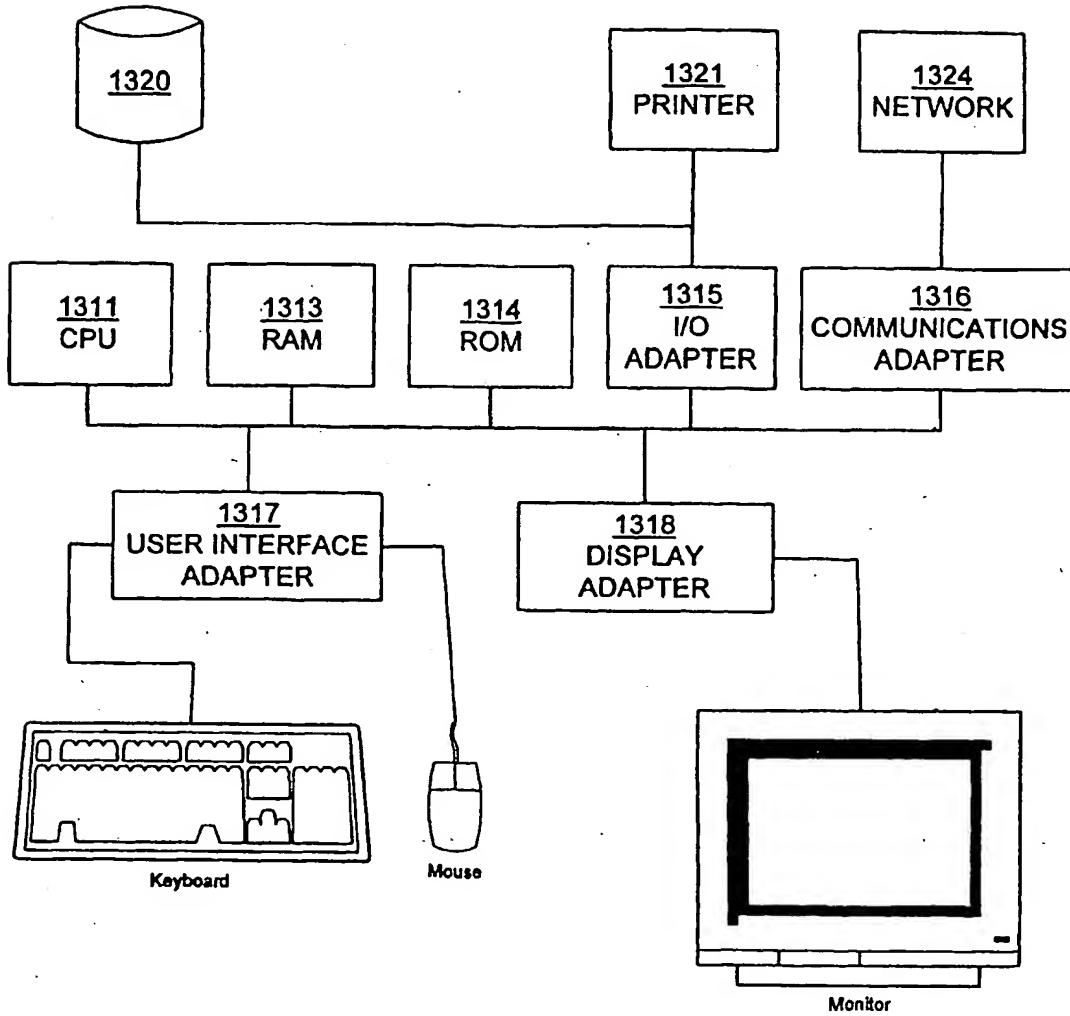 1320
1321
PRINTER
1324
NETWORK
1311
CPU
1313
RAM
1314
ROM
1315
I/O
ADAPTER
1316
COMMUNICATIONS
ADAPTER
1317
USER INTERFACE
ADAPTER
1318
DISPLAY
ADAPTER
Keyboard
Mouse
Monitor